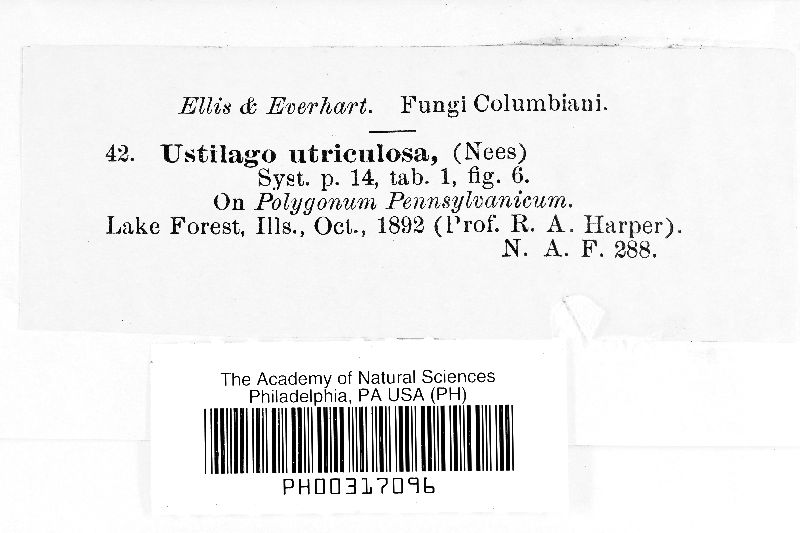 Ellis & Everhart. Fungi Columbiani.
42. Ustilago utriculosa, (Nees)
Syst. p. 14, tab. 1, fig. 6.
On Polygonum Pennsylvanicum.
Lake Forest, Ills., Oct., 1892 (Prof. R. A. Harper).
N. A. F. 288.
The Academy of Natural Sciences
Philadelphia, PA USA (PH)
PH00317096